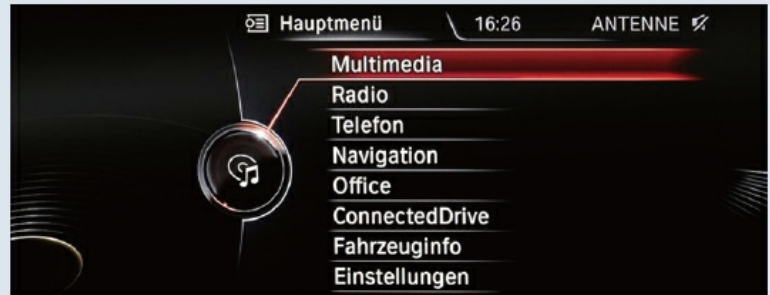 Hauptmenü 16:26 ANTENNE
Multimedia
Radio
Telefon
Navigation
Office
ConnectedDrive
Fahrzeuginfo
Einstellungen